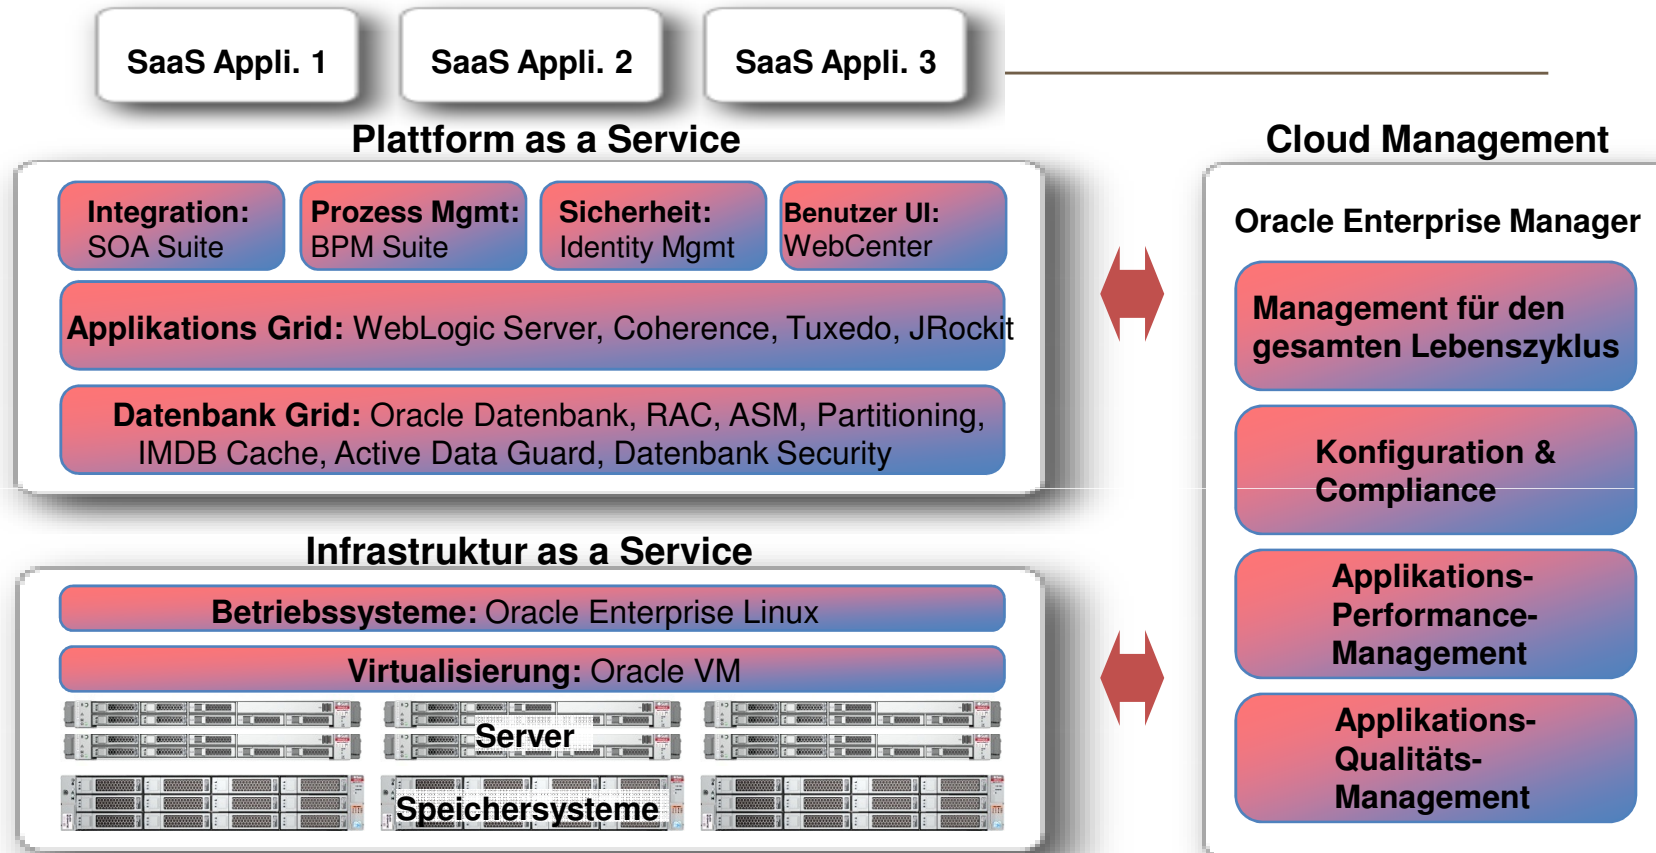 SaaS Appli. 1
SaaS Appli. 2
SaaS Appli. 3
Plattform as a Service
Integration:
SOA Suite
Prozess Mgmt:
BPM Suite
Sicherheit:
Identity Mgmt
Benutzer UI:
WebCenter
Applikations Grid: WebLogic Server, Coherence, Tuxedo, JRockit
Datenbank Grid: Oracle Datenbank, RAC, ASM, Partitioning,
IMDB Cache, Active Data Guard, Datenbank Security
Infrastruktur as a Service
Betriebssysteme: Oracle Enterprise Linux
Virtualisierung: Oracle VM
Server
Speichersysteme
Cloud Management
Oracle Enterprise Manager
Management für den
gesamten Lebenszyklus
Konfiguration &
Compliance
Applikations-
Performance-
Management
Applikations-
Qualitäts-
Management